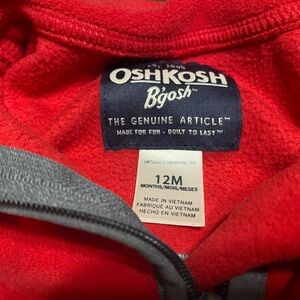 EST. 1895
OSHKOSH
B'gosh™
THE GENUINE ARTICLE™
MADE FOR FUN - BUILT TO LAST™
12M
MONTHS/MOIS/MESES
MADE IN VIETNAM
FABRIQUÉ AU VIETNAM
HECHO EN VIETNAM